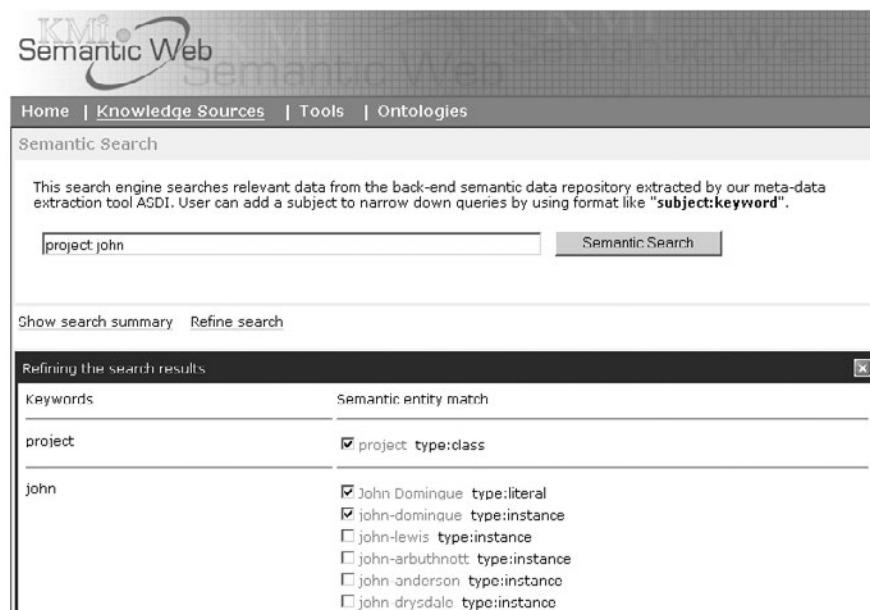 KMi
Semantic Web
KMi
Semantic Web
Home | Knowledge Sources | Tools | Ontologies
Semantic Search
This search engine searches relevant data from the back-end semantic data repository extracted by our meta-data
extraction tool ASDI. User can add a subject to narrow down queries by using format like "subject:keyword".
project john Semantic Search
Show search summary Refine search
Refining the search results
Keywords Semantic entity match
project project type:class
john John Domingue type:literal
john-domingue type:instance
john-lewis type:instance
john-arbuthnott type:instance
john-anderson type:instance
john-drysdale type:instance